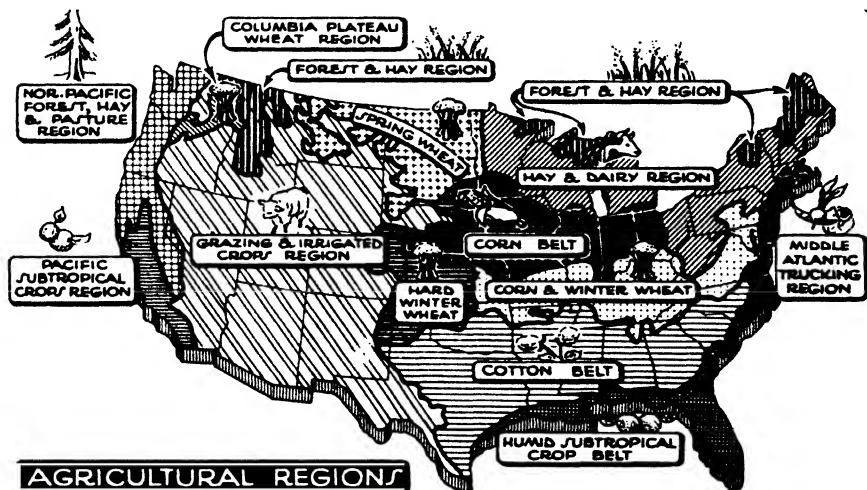 COLUMBIA PLATEAU
WHEAT REGION
FOREST & HAY REGION
NOR. PACIFIC
FOREST, HAY
& PASTURE
REGION
FOREST & HAY REGION
SPRING WHEAT
HAY & DAIRY REGION
GRAZING & IRRIGATED
CROPS REGION
CORN BELT
PACIFIC
SUBTROPICAL
CROPS REGION
HARD
WINTER
WHEAT
CORN & WINTER WHEAT
MIDDLE
ATLANTIC
TRUCKING
REGION
COTTON BELT
HUMID SUBTROPICAL
CROP BELT
AGRICULTURAL REGIONS